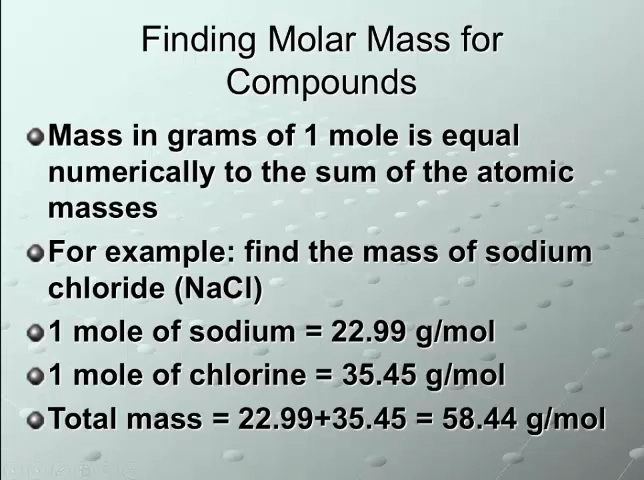 Finding Molar Mass for
Compounds
Mass in grams of 1 mole is equal
numerically to the sum of the atomic
masses
For example: find the mass of sodium
chloride (NaCl)
1 mole of sodium = 22.99 g/mol
1 mole of chlorine = 35.45 g/mol
Total mass = 22.99+35.45 = 58.44 g/mol